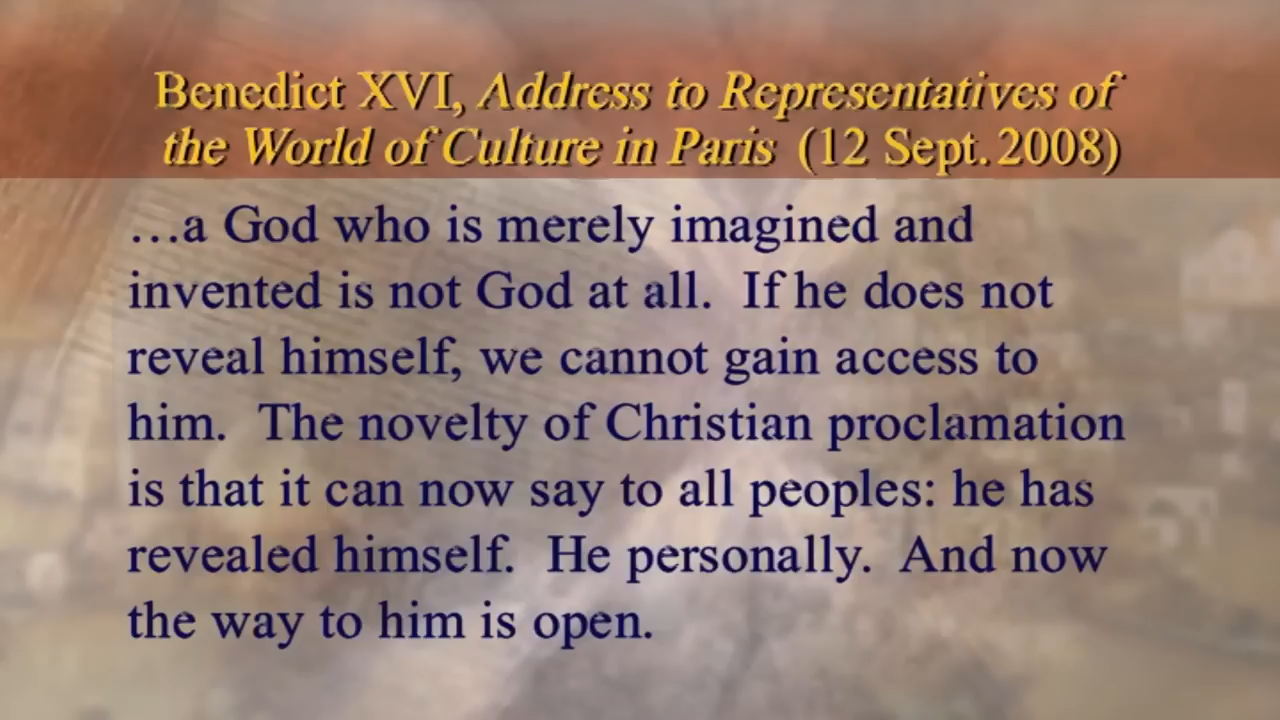 Benedict XVI, Address to Representatives of
the World of Culture in Paris (12 Sept. 2008)
…a God who is merely imagined and
invented is not God at all. If he does not
reveal himself, we cannot gain access to
him. The novelty of Christian proclamation
is that it can now say to all peoples: he has
revealed himself. He personally. And now
the way to him is open.